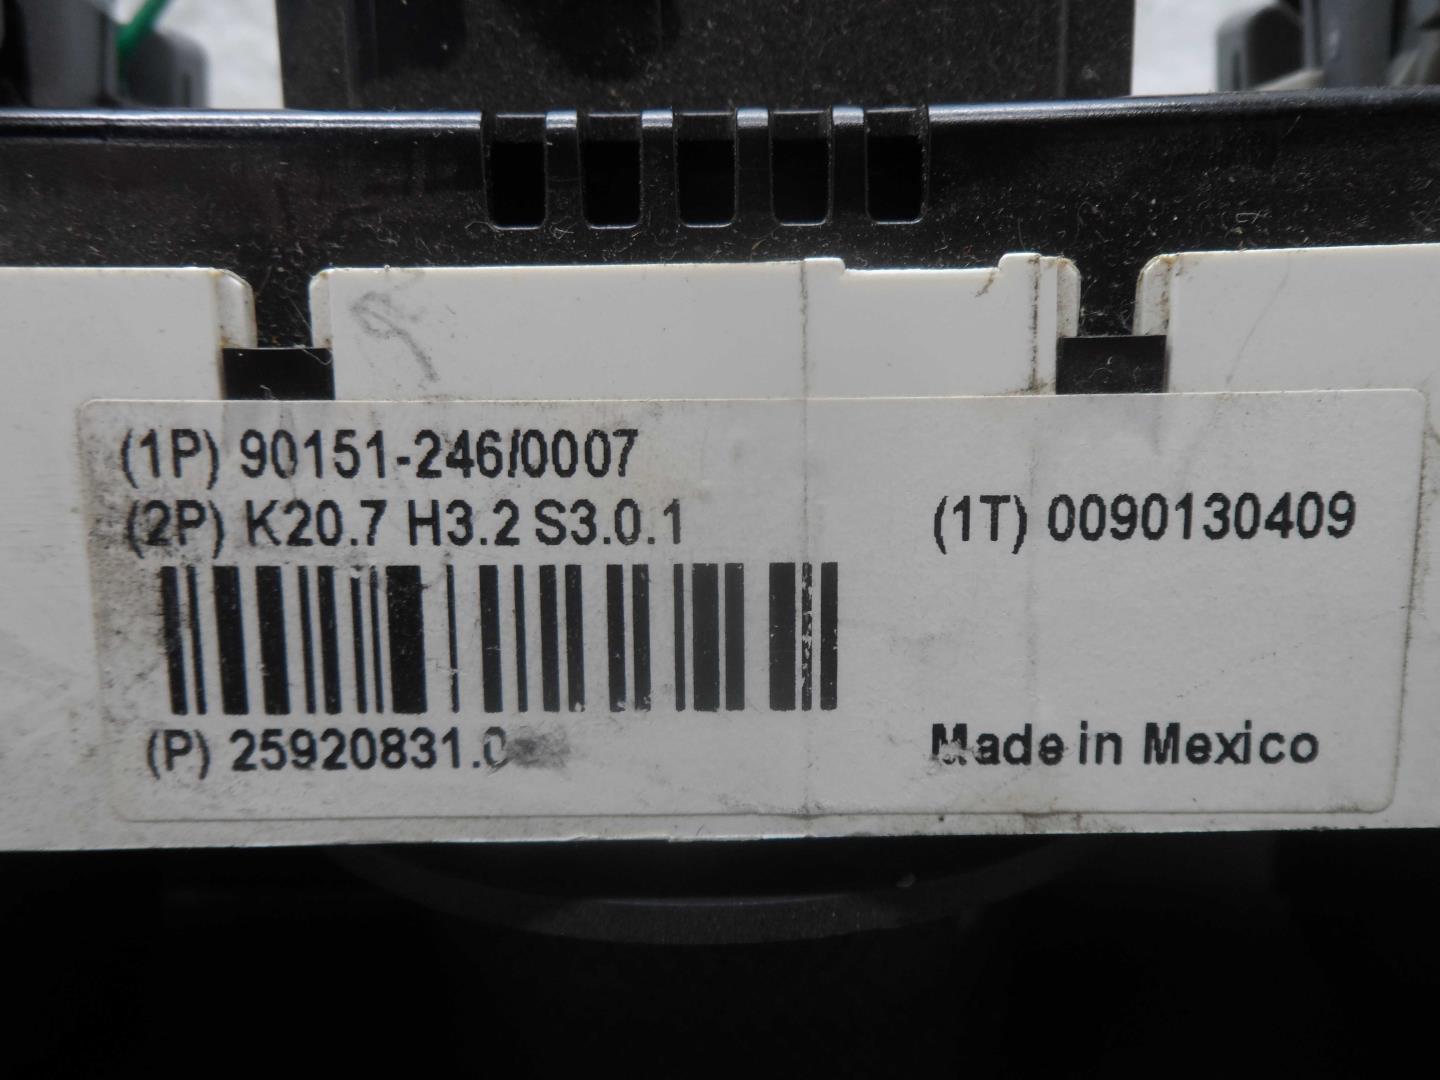 (1P) 90151-246/0007
(2P) K20.7 H3.2 S3.0.1
(1T) 0090130409
(P) 25920831.0
Made in Mexico